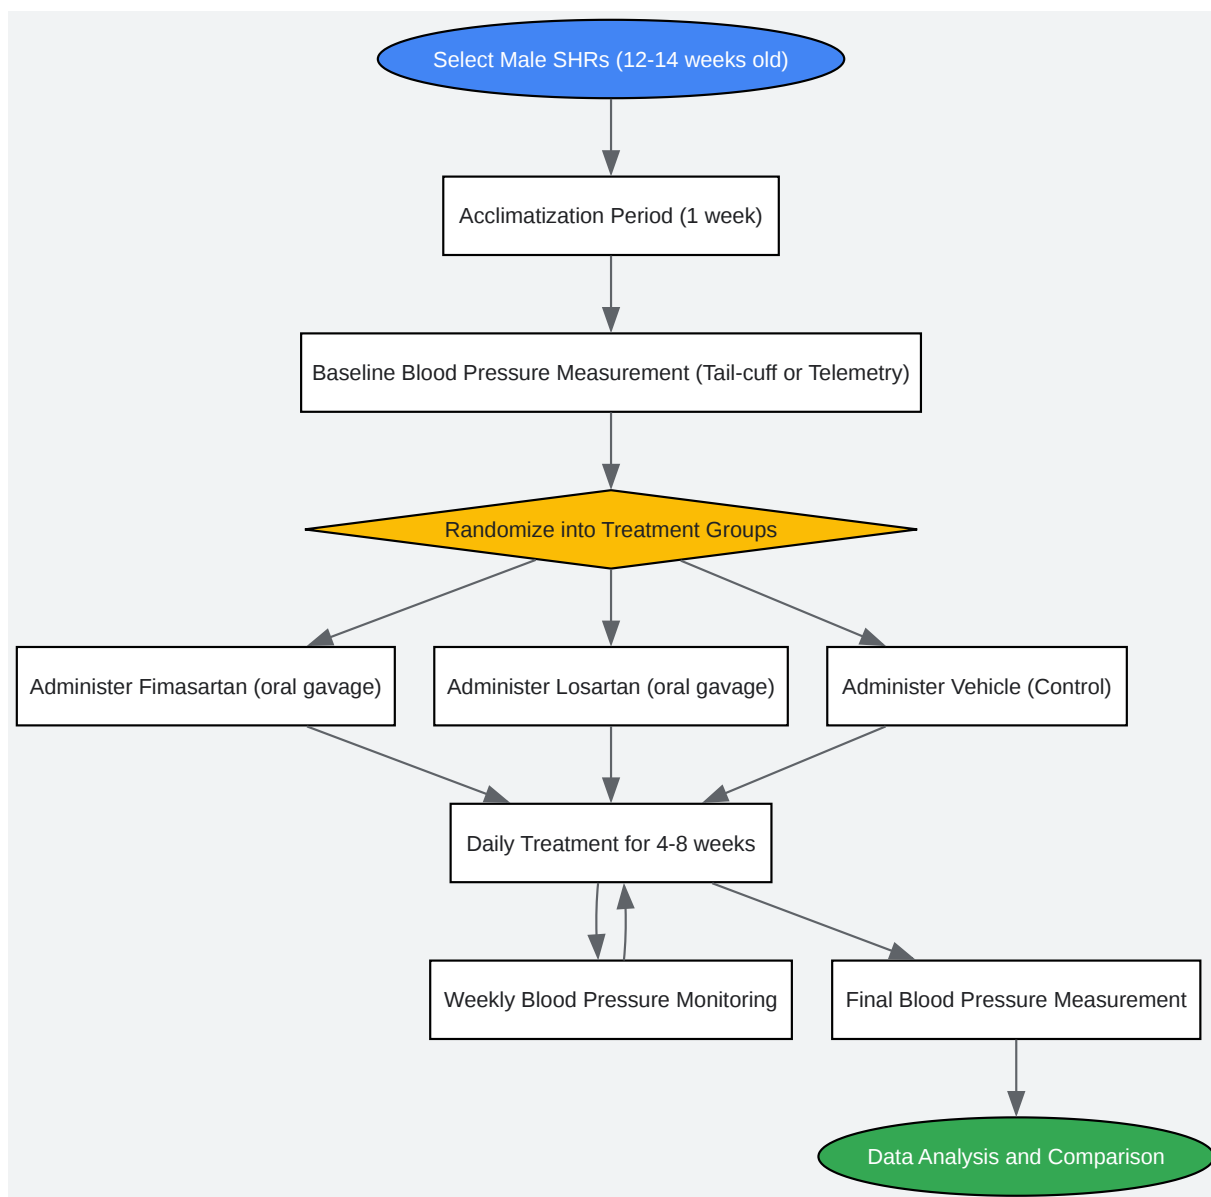 Select Male SHRs (12-14 weeks old)
Acclimatization Period (1 week)
Baseline Blood Pressure Measurement (Tail-cuff or Telemetry)
Randomize into Treatment Groups
Administer Fimasartan (oral gavage)
Administer Losartan (oral gavage)
Administer Vehicle (Control)
Daily Treatment for 4-8 weeks
Weekly Blood Pressure Monitoring
Final Blood Pressure Measurement
Data Analysis and Comparison